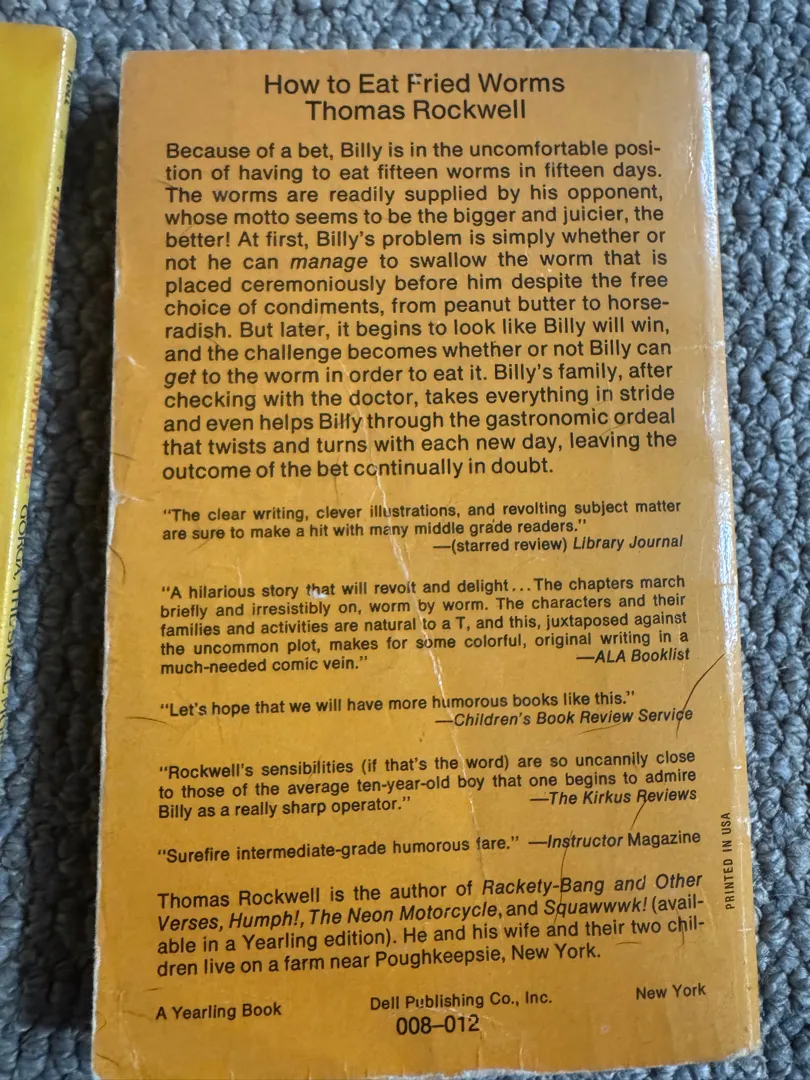 How to Eat Fried Worms
Thomas Rockwell
Because of a bet, Billy is in the uncomfortable posi-
tion of having to eat fifteen worms in fifteen days.
The worms are readily supplied by his opponent,
whose motto seems to be the bigger and juicier, the
better! At first, Billy's problem is simply whether or
not he can manage to swallow the worm that is
placed ceremoniously before him despite the free
choice of condiments, from peanut butter to horse-
radish. But later, it begins to look like Billy will win,
and the challenge becomes whether or not Billy can
get to the worm in order to eat it. Billy's family, after
checking with the doctor, takes everything in stride
and even helps Billy through the gastronomic ordeal
that twists and turns with each new day, leaving the
outcome of the bet continually in doubt.
"The clear writing, clever illustrations, and revolting subject matter
are sure to make a hit with many middle grade readers."
—(starred review) Library Journal
"A hilarious story that will revolt and delight...The chapters march
briefly and irresistibly on, worm by worm. The characters and their
families and activities are natural to a T, and this, juxtaposed against
the uncommon plot, makes for some colorful, original writing in a
much-needed comic vein." —ALA Booklist
"Let's hope that we will have more humorous books like this."
—Children's Book Review Service
"Rockwell's sensibilities (if that's the word) are so uncannily close
to those of the average ten-year-old boy that one begins to admire
Billy as a really sharp operator." —The Kirkus Reviews
"Surefire intermediate-grade humorous fare." —Instructor Magazine
Thomas Rockwell is the author of Rackety-Bang and Other
Verses, Humph!, The Neon Motorcycle, and Squawwwk! (avail-
able in a Yearling edition). He and his wife and their two chil-
dren live on a farm near Poughkeepsie, New York.
PRINTED IN USA
A Yearling Book Dell Publishing Co., Inc. New York
008–012